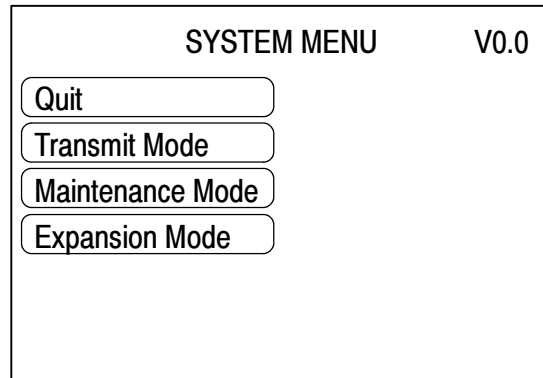 SYSTEM MENU V0.0
Quit
Transmit Mode
Maintenance Mode
Expansion Mode